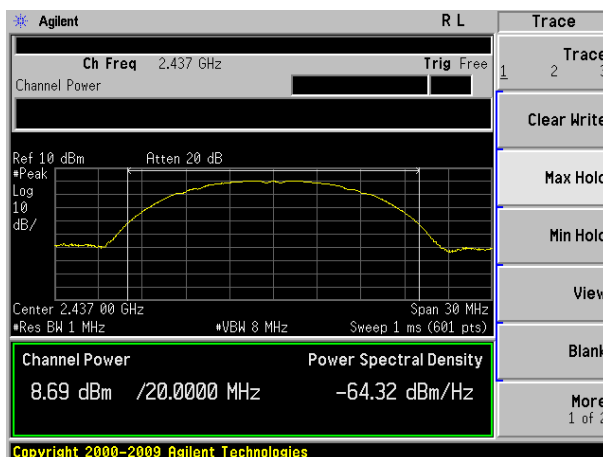 Agilent R L Trace
Ch Freq 2.437 GHz Trig Free
Channel Power
Trace
1 2 3
Clear Write
Ref 10 dBm Atten 20 dB
#Peak
Log
10
dB/
Max Hold
Min Hold
View
Center 2.437 00 GHz Span 30 MHz
#Res BW 1 MHz #VBW 8 MHz Sweep 1 ms (601 pts)
Channel Power Power Spectral Density
8.69 dBm /20.0000 MHz -64.32 dBm/Hz
Blank
More
1 of 2
Copyright 2000-2009 Agilent Technologies